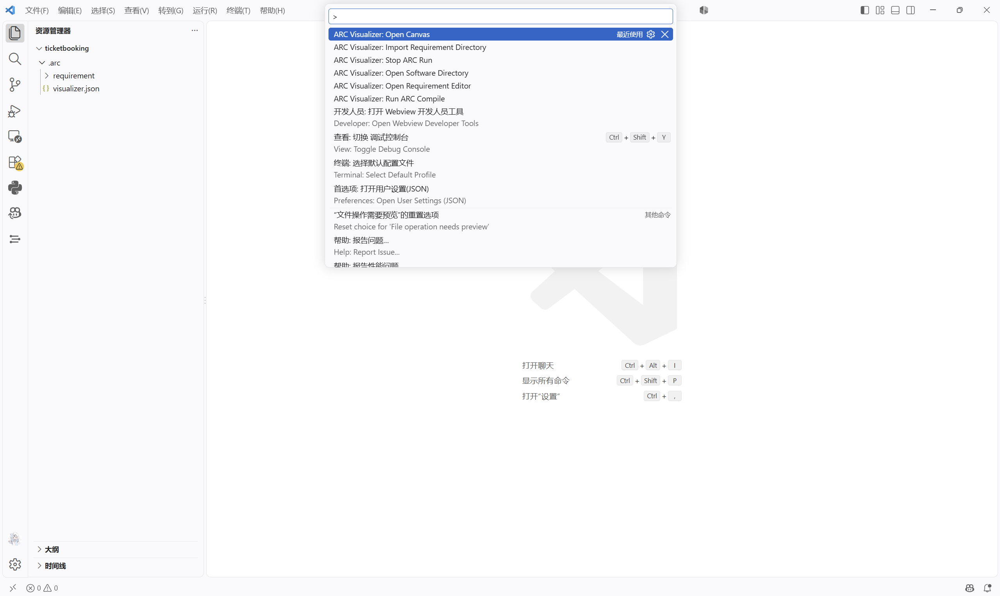 文件(F) 编辑(E) 选择(S) 查看(V) 转到(G) 运行(R) 终端(T) 帮助(H)
>
资源管理器
ticketbooking
.arc
requirement
{} visualizer.json
ARC Visualizer: Open Canvas 最近使用
ARC Visualizer: Import Requirement Directory
ARC Visualizer: Stop ARC Run
ARC Visualizer: Open Software Directory
ARC Visualizer: Open Requirement Editor
ARC Visualizer: Run ARC Compile
开发人员: 打开 Webview 开发人员工具
Developer: Open Webview Developer Tools
查看: 切换 调试控制台 Ctrl + Shift + Y
View: Toggle Debug Console
终端: 选择默认配置文件
Terminal: Select Default Profile
首选项: 打开用户设置(JSON)
Preferences: Open User Settings (JSON)
“文件操作需要预览”的重置选项 其他命令
Reset choice for 'File operation needs preview'
帮助: 报告问题...
Help: Report Issue...
帮助: 报告性能问题
打开聊天 Ctrl + Alt + I
显示所有命令 Ctrl + Shift + P
打开“设置” Ctrl + ,
大纲
时间线
0 0